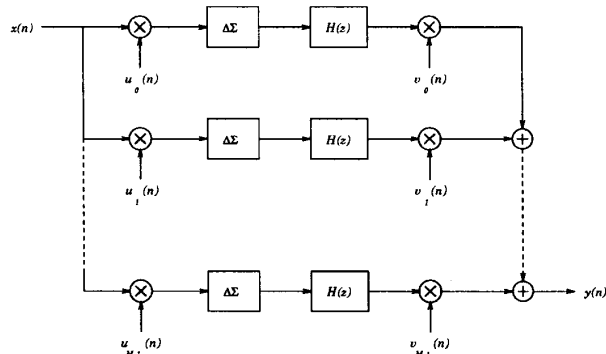 x(n) ΔΣ H(z)
u₀(n) v₀(n)
ΔΣ H(z)
u₁(n) v₁(n)
ΔΣ H(z) y(n)
u (n) v (n)